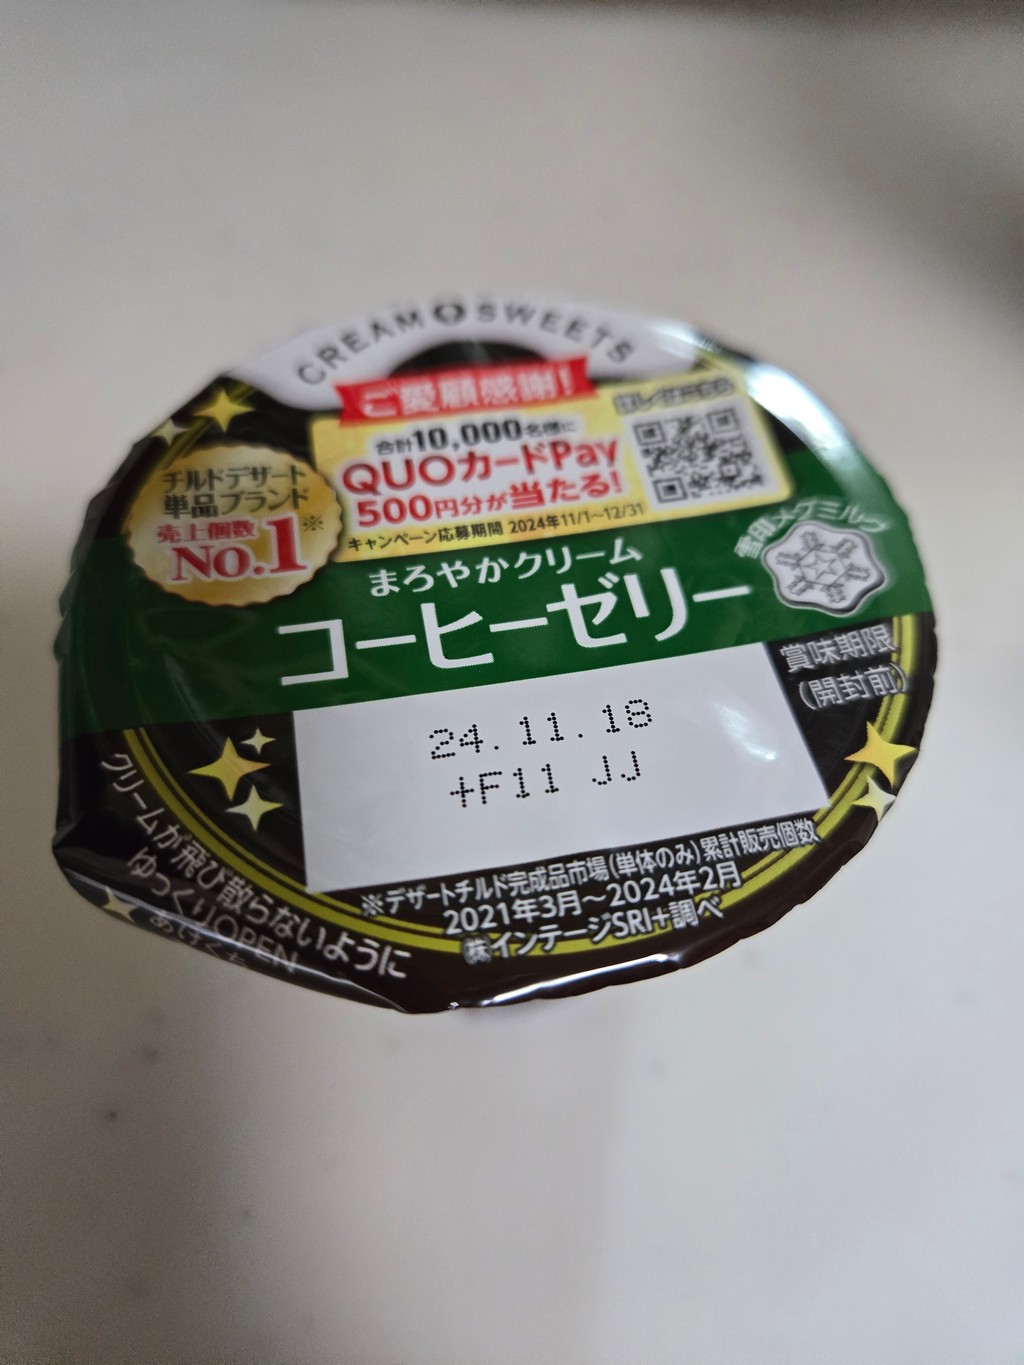 CREAM SWEETS
ご愛顧感謝!
合計10,000名様に
QUOカードPay
500円分が当たる!
キャンペーン応募期間 2024年11/1~12/31
チルドデザート
単品ブランド
売上個数
No.1※
雪印メグミルク
まろやかクリーム
コーヒーゼリー
賞味期限
(開封前)
24.11.18
+F11 JJ
※デザートチルド完成品市場(単体のみ)累計販売個数
2021年3月~2024年2月
㈱インテージSRI+調べ
クリームが飛び散らないように
ゆっくりOPEN